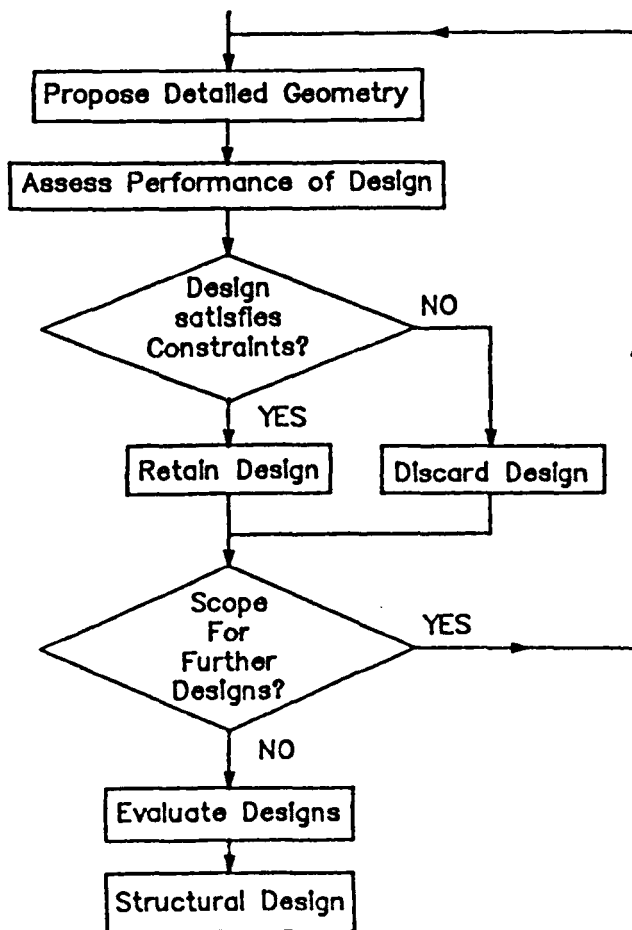 Propose Detailed Geometry
Assess Performance of Design
Design
satisfies
Constraints?
NO
YES
Retain Design
Discard Design
Scope
For
Further
Designs?
YES
NO
Evaluate Designs
Structural Design